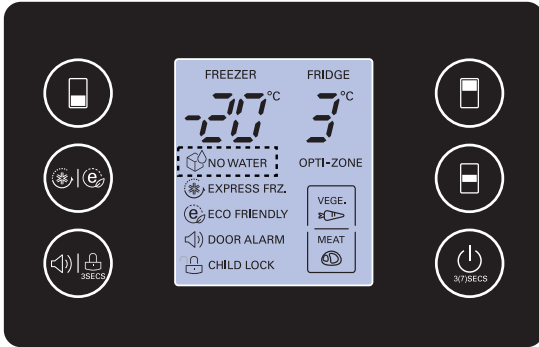 FREEZER FRIDGE
-20°C 3°C
NO WATER OPTI-ZONE
EXPRESS FRZ.
VEGE.
e ECO FRIENDLY
DOOR ALARM MEAT
CHILD LOCK
e
3SECS
3(7)SECS